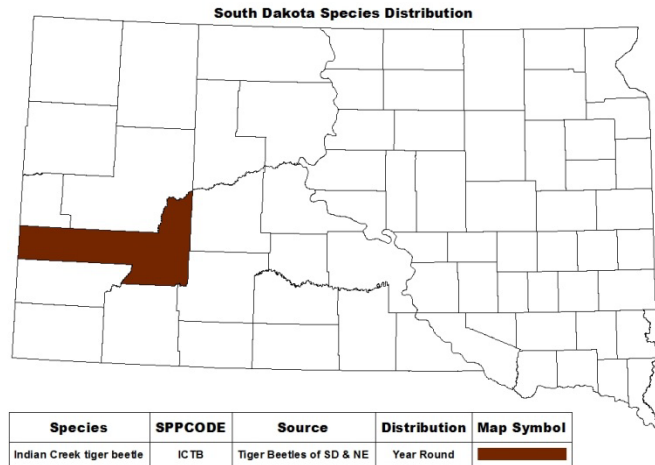 South Dakota Species Distribution
Species SPPCODE Source Distribution Map Symbol
Indian Creek tiger beetle ICTB Tiger Beetles of SD & NE Year Round